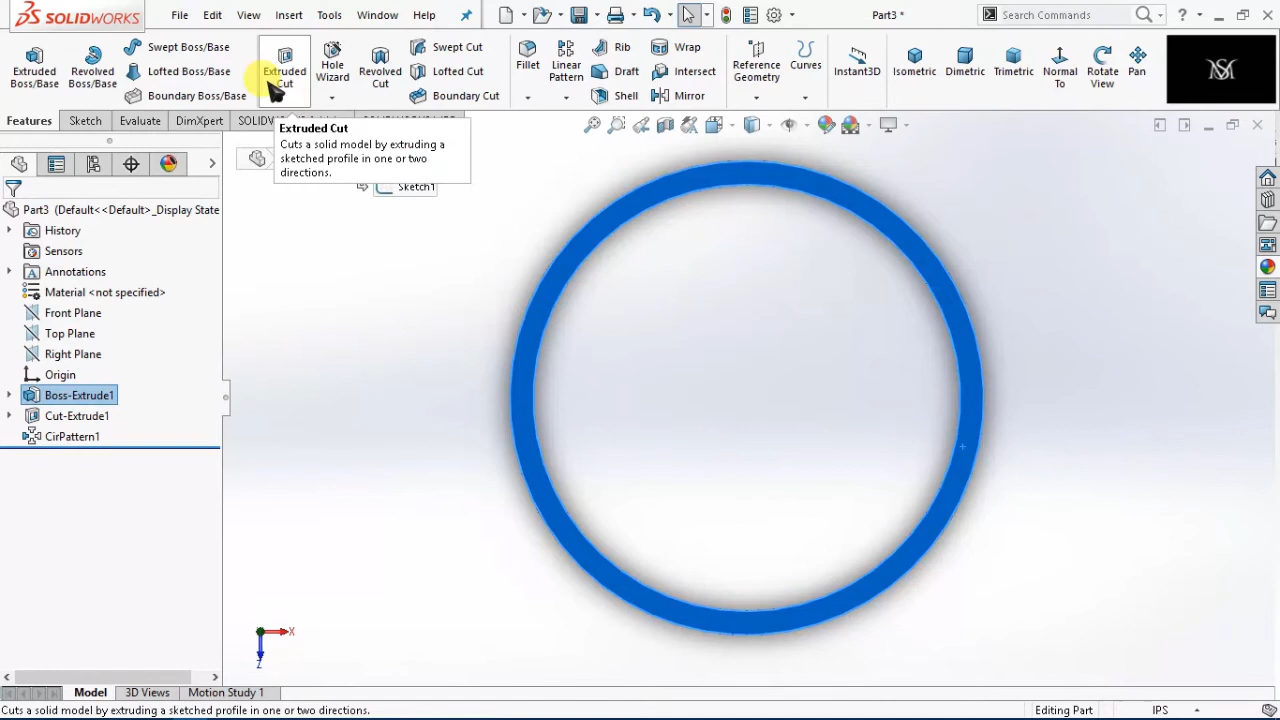 SOLIDWORKS
File Edit View Insert Tools Window Help
Part3 *
Search Commands
Extruded Boss/Base
Revolved Boss/Base
Swept Boss/Base
Lofted Boss/Base
Boundary Boss/Base
Extruded Cut
Hole Wizard
Revolved Cut
Swept Cut
Lofted Cut
Boundary Cut
Fillet
Linear Pattern
Rib
Draft
Shell
Wrap
Intersect
Mirror
Reference Geometry
Curves
Instant3D
Isometric
Dimetric
Trimetric
Normal To
Rotate View
Pan
Features Sketch Evaluate DimXpert
Extruded Cut
Cuts a solid model by extruding a
sketched profile in one or two
directions.
Sketch1
Part3 (Default<<Default>_Display State
History
Sensors
Annotations
Material <not specified>
Front Plane
Top Plane
Right Plane
Origin
Boss-Extrude1
Cut-Extrude1
CirPattern1
X
Z
Model 3D Views Motion Study 1
Cuts a solid model by extruding a sketched profile in one or two directions.
Editing Part
IPS